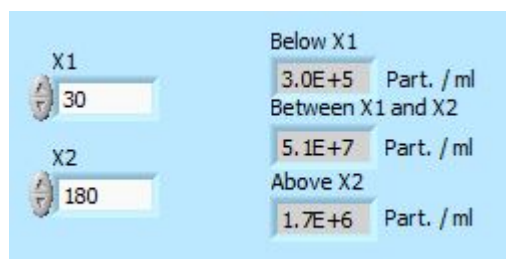 X1
30
X2
180
Below X1
3.0E+5 Part. / ml
Between X1 and X2
5.1E+7 Part. / ml
Above X2
1.7E+6 Part. / ml